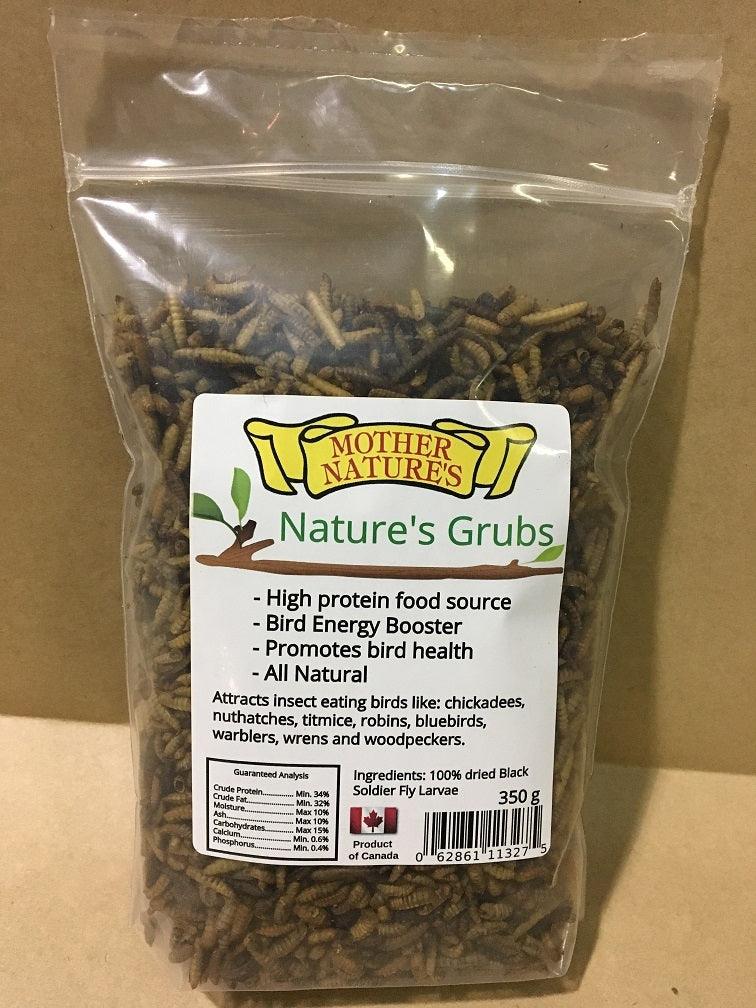 MOTHER
NATURE'S
Nature's Grubs
- High protein food source
- Bird Energy Booster
- Promotes bird health
- All Natural
Attracts insect eating birds like: chickadees,
nuthatches, titmice, robins, bluebirds,
warblers, wrens and woodpeckers.
Guaranteed Analysis
Crude Protein............ Min. 34%
Crude Fat.................. Min. 32%
Moisture................... Max 10%
Ash........................... Max 10%
Carbohydrates.......... Max 15%
Calcium.................... Min. 0.6%
Phosphorus.............. Min. 0.4%
Ingredients: 100% dried Black
Soldier Fly Larvae
350 g
Product
of Canada
0 62861 11327 5